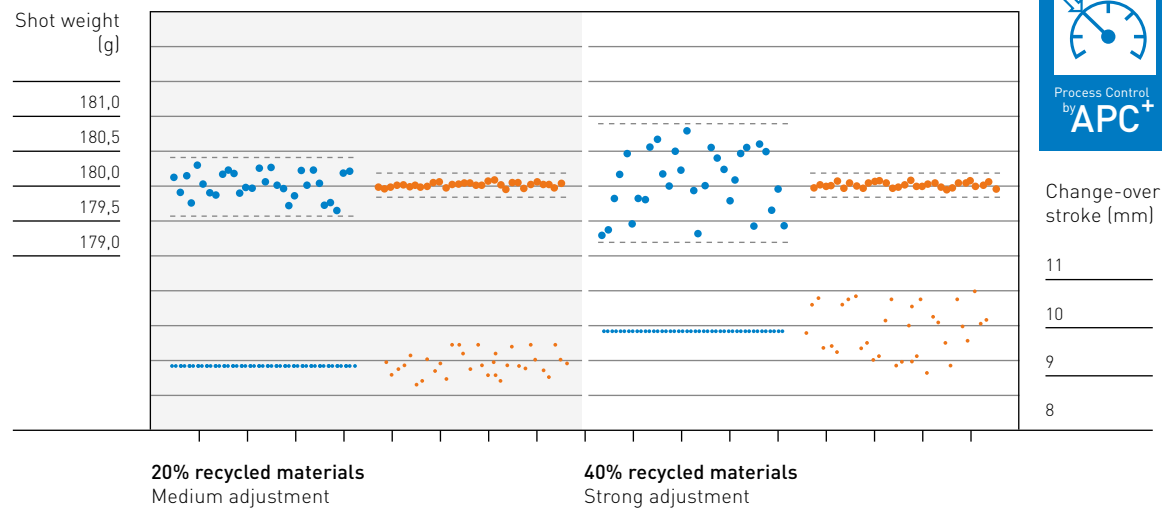 Shot weight
(g)
181,0
180,5
180,0
179,5
179,0
Process Control
by APC+
Change-over
stroke (mm)
11
10
9
8
20% recycled materials
Medium adjustment
40% recycled materials
Strong adjustment